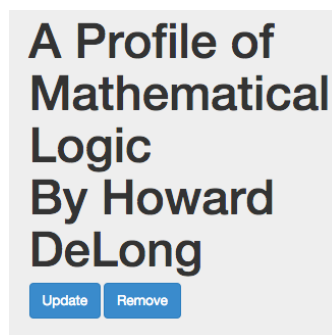 A Profile of
Mathematical
Logic
By Howard
DeLong
Update Remove